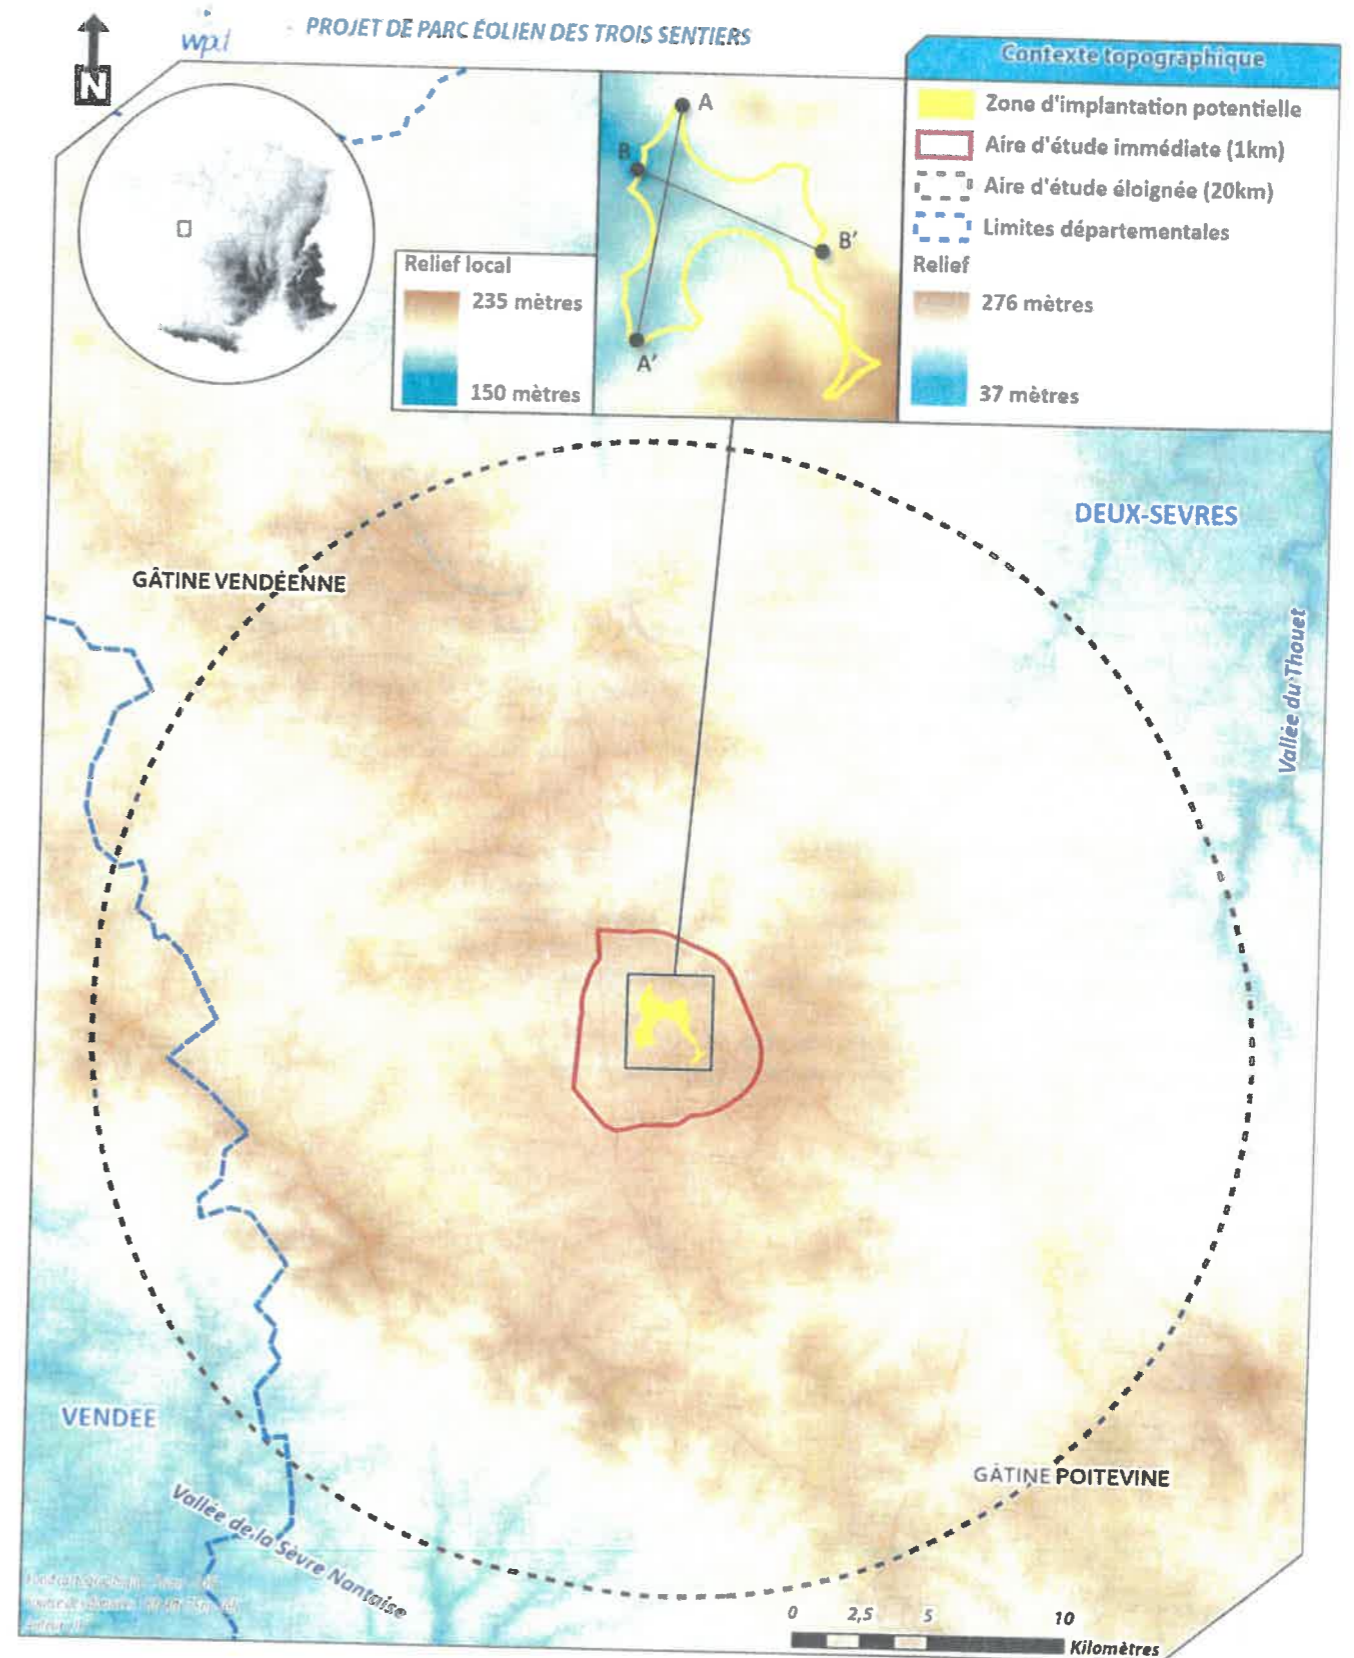 PROJET DE PARC ÉOLIEN DES TROIS SENTIERS
N
Contexte topographique
Zone d'implantation potentielle
Aire d'étude immédiate (1km)
Aire d'étude éloignée (20km)
Limites départementales
Relief
276 mètres
37 mètres
A
B
B'
A'
Relief local
235 mètres
150 mètres
DEUX-SEVRES
GÂTINE VENDÉENNE
Vallée du Thouet
VENDEE
GÂTINE POITEVINE
Vallée de la Sèvre Nantaise
0 2,5 5 10
Kilomètres